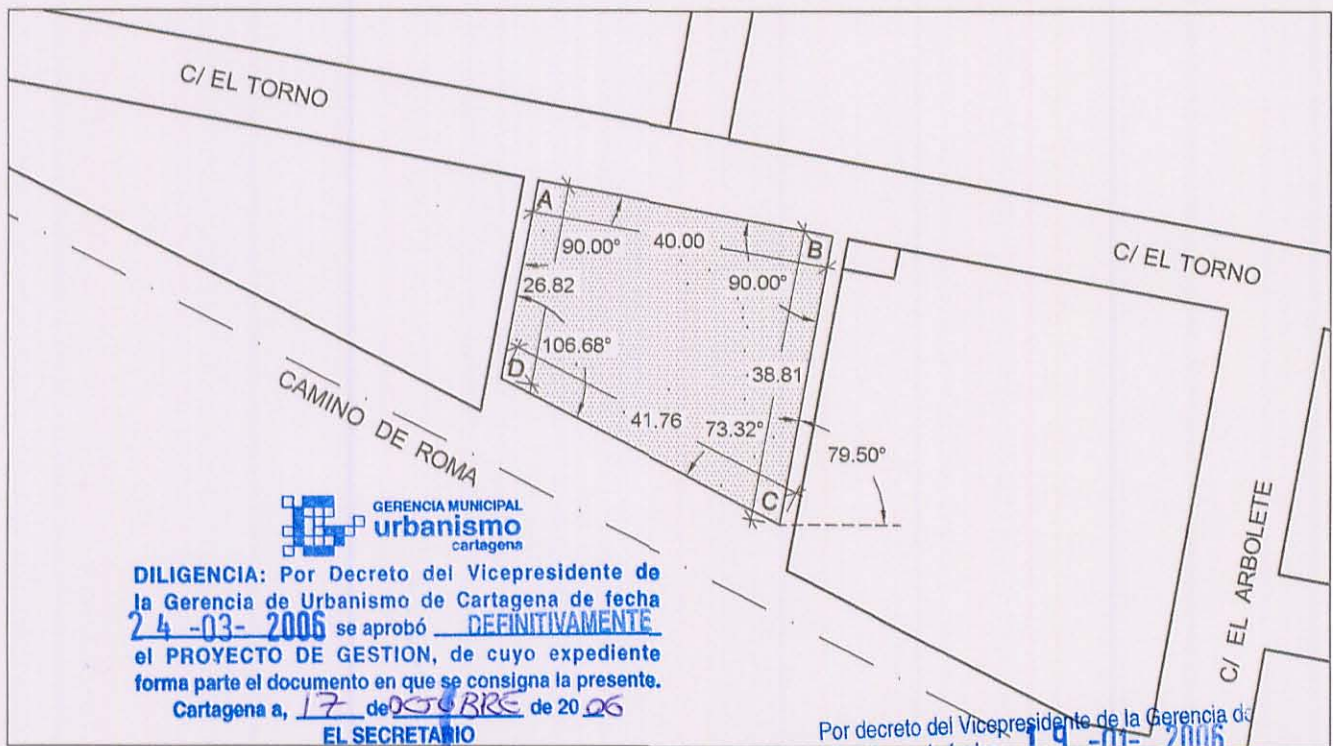 C/ EL TORNO
A
B
90.00°
40.00
90.00°
C/ EL TORNO
26.82
106.68°
D
38.81
41.76
73.32°
79.50°
C
CAMINO DE ROMA
C/ EL ARBOLETE
GERENCIA MUNICIPAL
urbanismo
cartagena
DILIGENCIA: Por Decreto del Vicepresidente de
la Gerencia de Urbanismo de Cartagena de fecha
24 -03- 2006 se aprobó DEFINITIVAMENTE
el PROYECTO DE GESTION, de cuyo expediente
forma parte el documento en que se consigna la presente.
Cartagena a, 17 de OCTUBRE de 20 06
EL SECRETARIO
Por decreto del Vicepresidente de la Gerencia de
19 -01- 2006